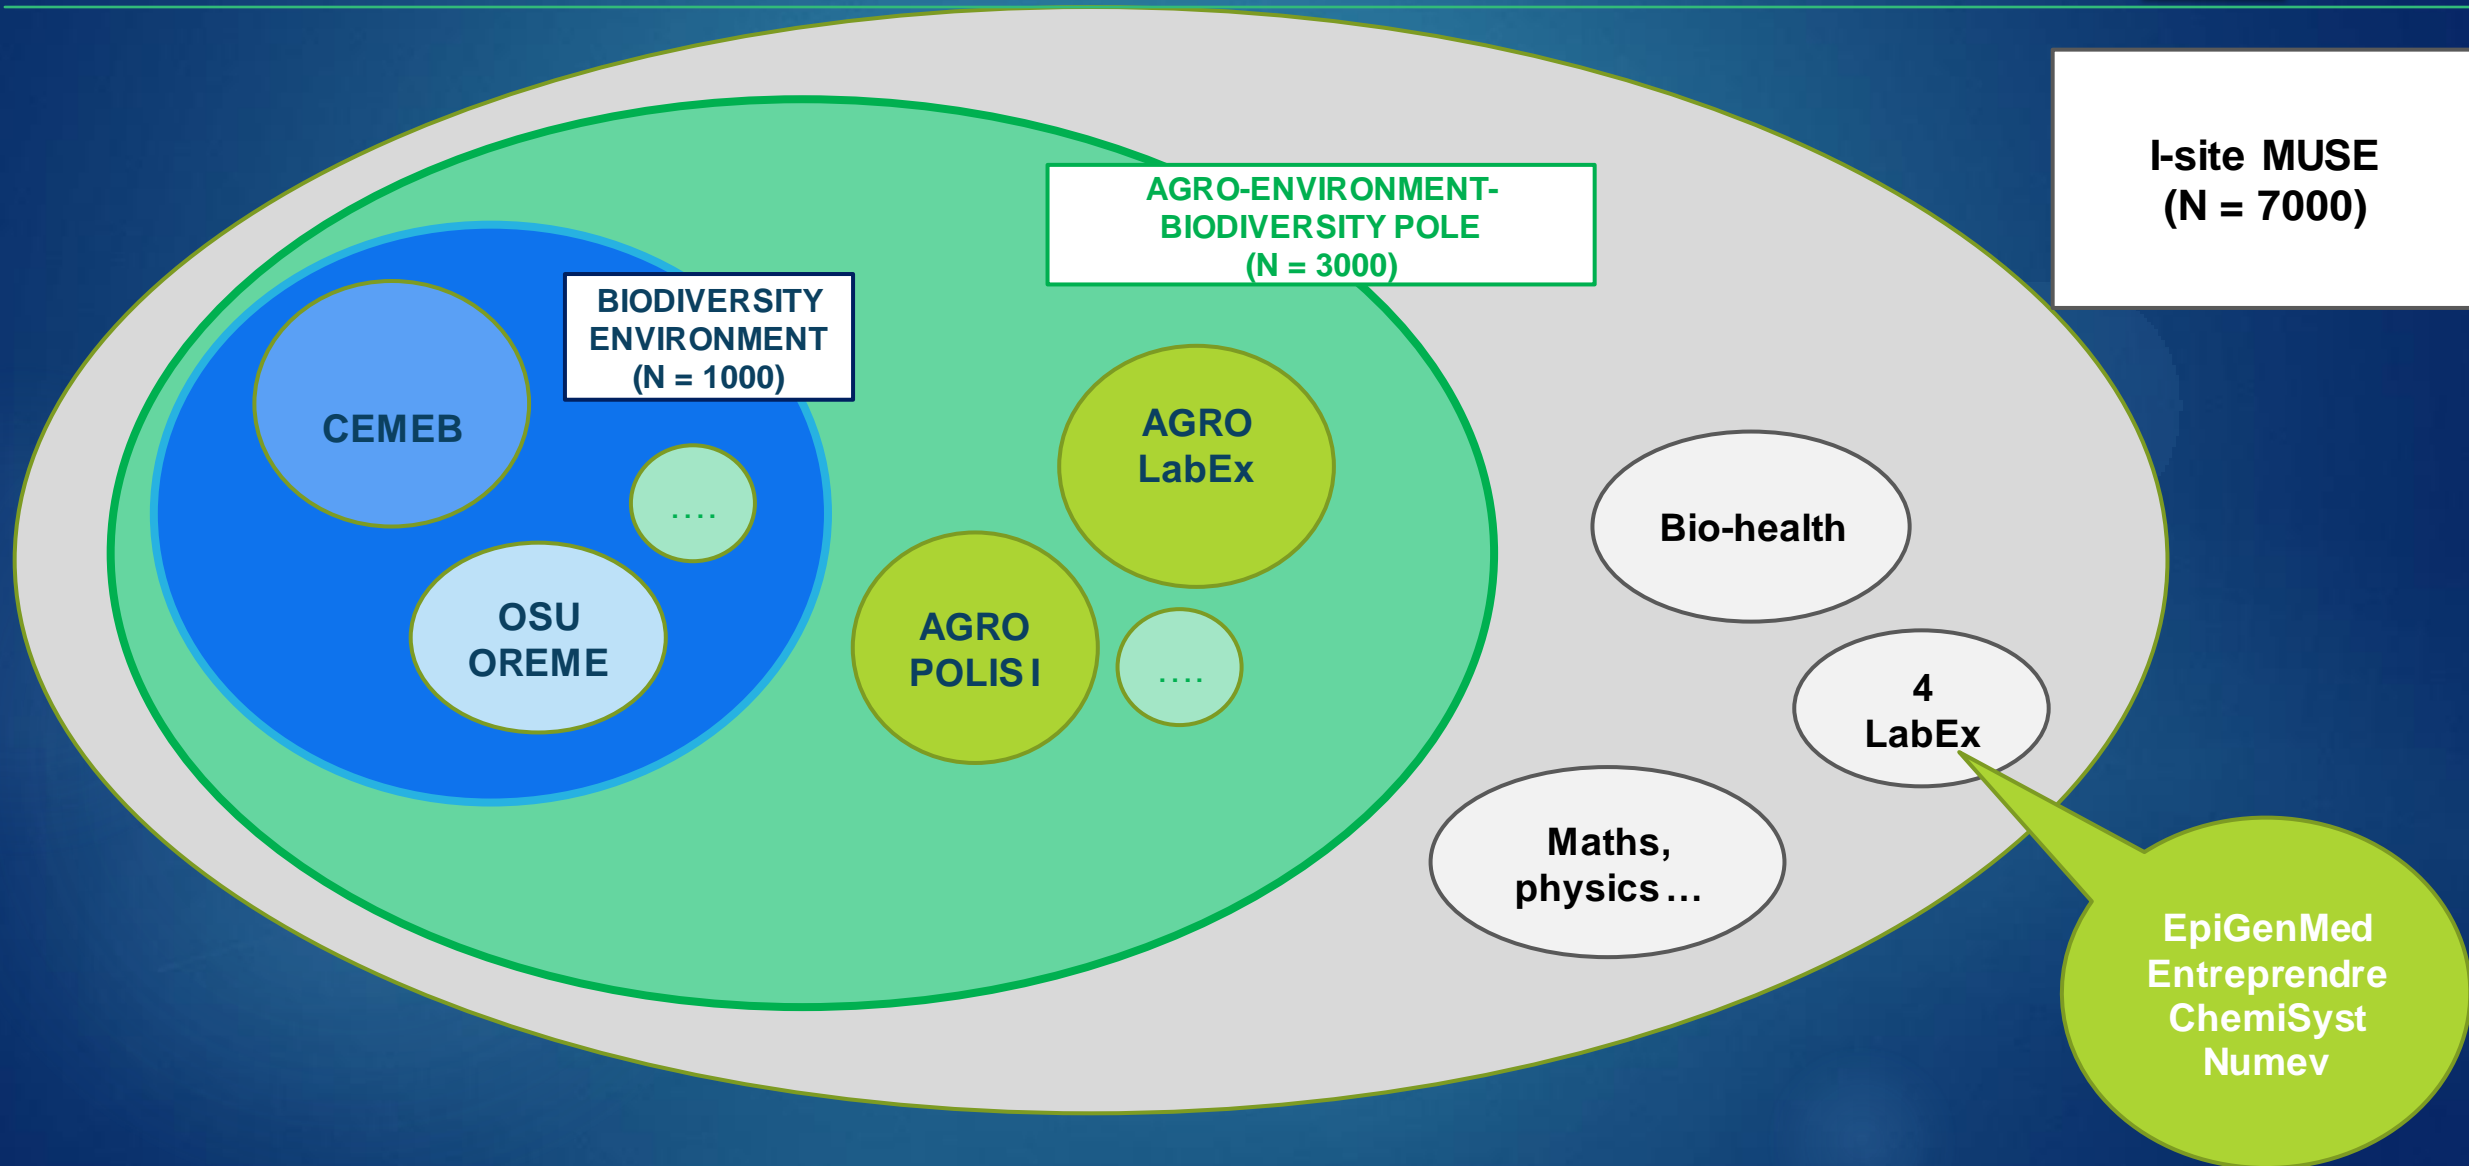 I-site MUSE
(N = 7000)
AGRO-ENVIRONMENT-
BIODIVERSITY POLE
(N = 3000)
BIODIVERSITY
ENVIRONMENT
(N = 1000)
CEMEB
....
OSU
OREME
AGRO
LabEx
AGRO
POLIS I
....
Bio-health
4
LabEx
Maths,
physics …
EpiGenMed
Entreprendre
ChemiSyst
Numev